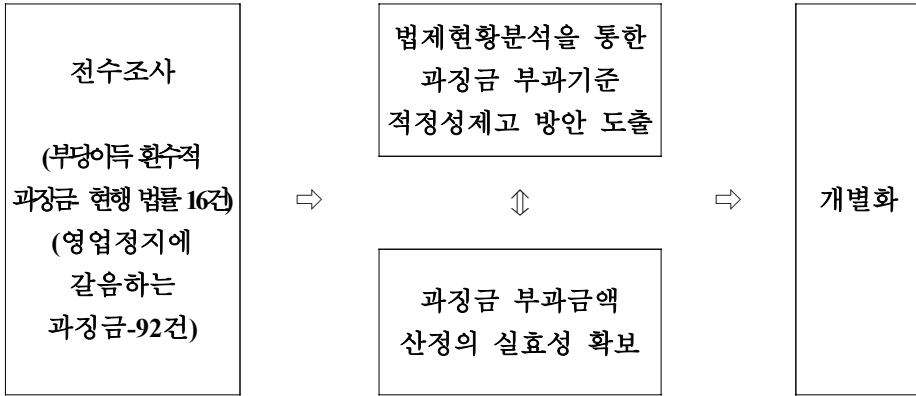 전수조사
(부당이득 환수적
과징금- 현행 법률 16건)
(영업정지에
갈음하는
과징금-92건)
⇨
법제현황분석을 통한
과징금 부과기준
적정성제고 방안 도출
⇕
과징금 부과금액
산정의 실효성 확보
⇨
개별화